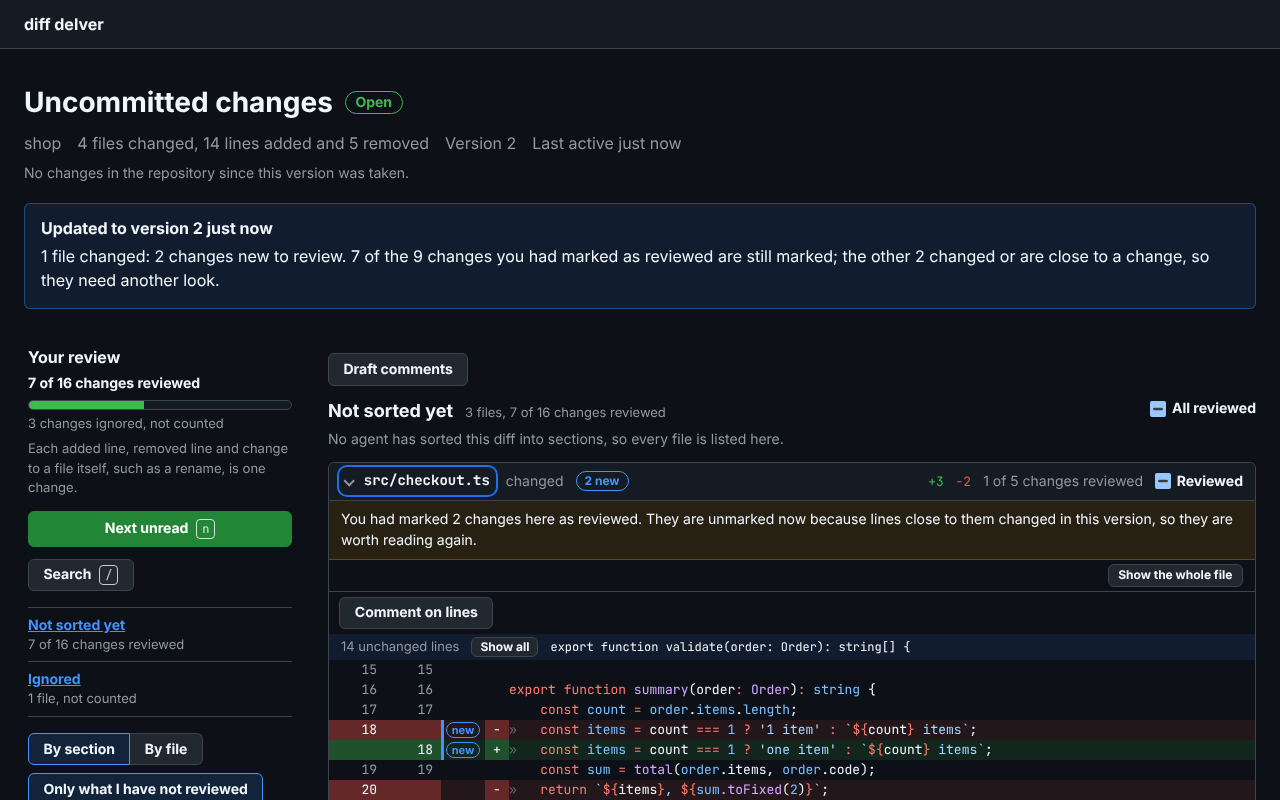 diff delver
Uncommitted changes Open
shop 4 files changed, 14 lines added and 5 removed Version 2 Last active just now
No changes in the repository since this version was taken.
Updated to version 2 just now
1 file changed: 2 changes new to review. 7 of the 9 changes you had marked as reviewed are still marked; the other 2 changed or are close to a change, so
they need another look.
Your review
7 of 16 changes reviewed
3 changes ignored, not counted
Each added line, removed line and change
to a file itself, such as a rename, is one
change.
Next unread n
Search /
Not sorted yet
7 of 16 changes reviewed
Ignored
1 file, not counted
By section By file
Only what I have not reviewed
Draft comments
Not sorted yet 3 files, 7 of 16 changes reviewed All reviewed
No agent has sorted this diff into sections, so every file is listed here.
src/checkout.ts changed 2 new +3 -2 1 of 5 changes reviewed Reviewed
You had marked 2 changes here as reviewed. They are unmarked now because lines close to them changed in this version, so they are
worth reading again.
Show the whole file
Comment on lines
14 unchanged lines Show all export function validate(order: Order): string[] {
15 15
16 16 export function summary(order: Order): string {
17 17 const count = order.items.length;
18 new - » const items = count === 1 ? '1 item' : `${count} items`;
18 new + » const items = count === 1 ? 'one item' : `${count} items`;
19 19 const sum = total(order.items, order.code);
20 - » return `${items}, ${sum.toFixed(2)}`;